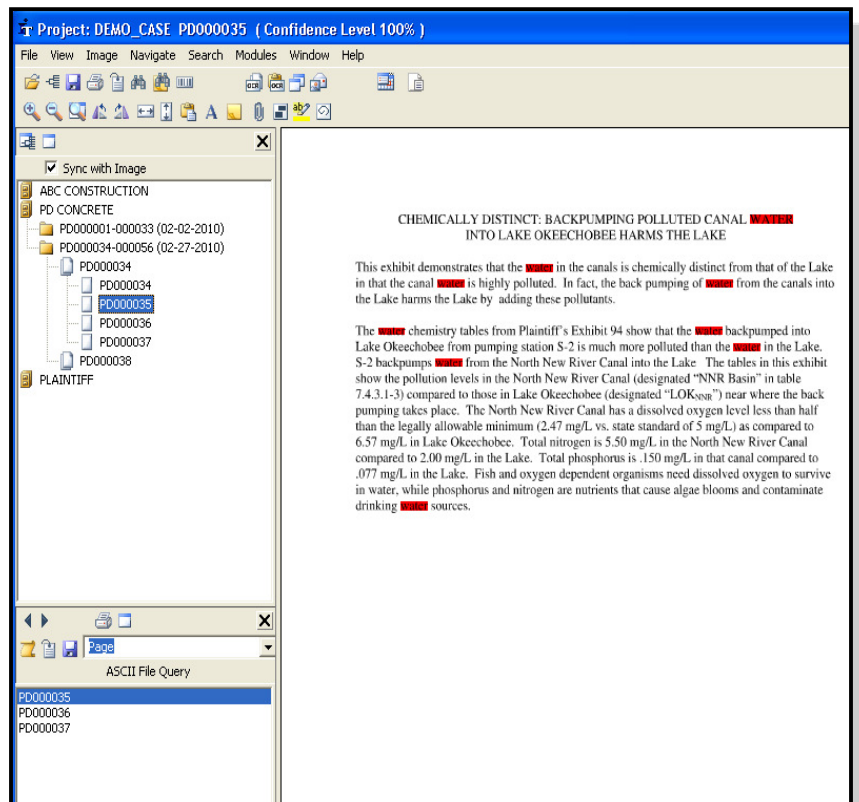 Project: DEMO_CASE PD000035 ( Confidence Level 100% )
File View Image Navigate Search Modules Window Help
OCR OCR
A ab
Sync with Image
ABC CONSTRUCTION
PD CONCRETE
PD000001-000033 (02-02-2010)
PD000034-000056 (02-27-2010)
PD000034
PD000034
PD000035
PD000036
PD000037
PD000038
PLAINTIFF
Page
ASCII File Query
PD000035
PD000036
PD000037
CHEMICALLY DISTINCT: BACKPUMPING POLLUTED CANAL WATER
INTO LAKE OKEECHOBEE HARMS THE LAKE
This exhibit demonstrates that the water in the canals is chemically distinct from that of the Lake
in that the canal water is highly polluted. In fact, the back pumping of water from the canals into
the Lake harms the Lake by adding these pollutants.
The water chemistry tables from Plaintiff's Exhibit 94 show that the water backpumped into
Lake Okeechobee from pumping station S-2 is much more polluted than the water in the Lake.
S-2 backpumps water from the North New River Canal into the Lake The tables in this exhibit
show the pollution levels in the North New River Canal (designated “NNR Basin” in table
7.4.3.1-3) compared to those in Lake Okeechobee (designated “LOKNNR”) near where the back
pumping takes place. The North New River Canal has a dissolved oxygen level less than half
than the legally allowable minimum (2.47 mg/L vs. state standard of 5 mg/L) as compared to
6.57 mg/L in Lake Okeechobee. Total nitrogen is 5.50 mg/L in the North New River Canal
compared to 2.00 mg/L in the Lake. Total phosphorus is .150 mg/L in that canal compared to
.077 mg/L in the Lake. Fish and oxygen dependent organisms need dissolved oxygen to survive
in water, while phosphorus and nitrogen are nutrients that cause algae blooms and contaminate
drinking water sources.